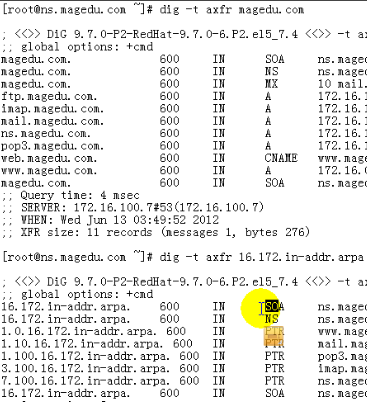 [root@ns.magedu.com ~]# dig -t axfr magedu.com
; <<>> DiG 9.7.0-P2-RedHat-9.7.0-6.P2.el5_7.4 <<>> -t ax
;; global options: +cmd
magedu.com. 600 IN SOA ns.maged
magedu.com. 600 IN NS ns.maged
magedu.com. 600 IN MX 10 mail.
ftp.magedu.com. 600 IN A 172.16.1
imap.magedu.com. 600 IN A 172.16.1
mail.magedu.com. 600 IN A 172.16.1
ns.magedu.com. 600 IN A 172.16.1
pop3.magedu.com. 600 IN A 172.16.1
web.magedu.com. 600 IN CNAME www.mage
www.magedu.com. 600 IN A 172.16.0
magedu.com. 600 IN SOA ns.maged
;; Query time: 4 msec
;; SERVER: 172.16.100.7#53(172.16.100.7)
;; WHEN: Wed Jun 13 03:49:52 2012
;; XFR size: 11 records (messages 1, bytes 276)
[root@ns.magedu.com ~]# dig -t axfr 16.172.in-addr.arpa
; <<>> DiG 9.7.0-P2-RedHat-9.7.0-6.P2.el5_7.4 <<>> -t ax
;; global options: +cmd
16.172.in-addr.arpa. 600 IN SOA ns.maged
16.172.in-addr.arpa. 600 IN NS ns.maged
1.0.16.172.in-addr.arpa. 600 IN PTR www.mage
1.10.16.172.in-addr.arpa. 600 IN PTR mail.mag
1.100.16.172.in-addr.arpa. 600 IN PTR pop3.mag
3.100.16.172.in-addr.arpa. 600 IN PTR imap.mag
7.100.16.172.in-addr.arpa. 600 IN PTR ns.maged
16.172.in-addr.arpa. 600 IN SOA ns.maged